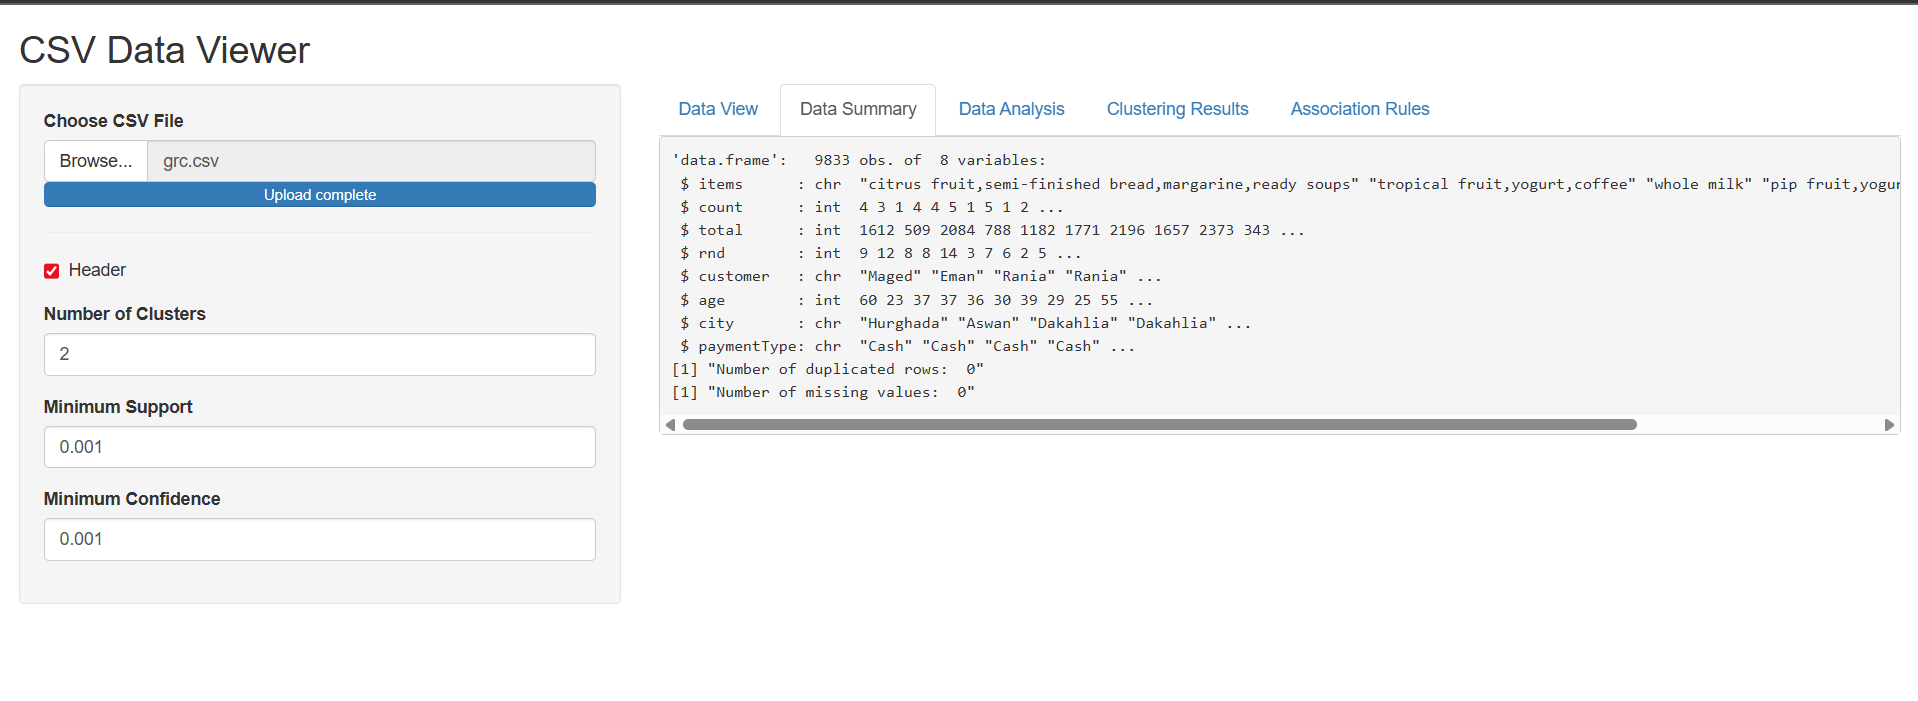 CSV Data Viewer
Choose CSV File
Browse... grc.csv
Upload complete
Header
Number of Clusters
2
Minimum Support
0.001
Minimum Confidence
0.001
Data View Data Summary Data Analysis Clustering Results Association Rules
'data.frame':   9833 obs. of  8 variables:
 $ items      : chr  "citrus fruit,semi-finished bread,margarine,ready soups" "tropical fruit,yogurt,coffee" "whole milk" "pip fruit,yogur
 $ count      : int  4 3 1 4 4 5 1 5 1 2 ...
 $ total      : int  1612 509 2084 788 1182 1771 2196 1657 2373 343 ...
 $ rnd        : int  9 12 8 8 14 3 7 6 2 5 ...
 $ customer   : chr  "Maged" "Eman" "Rania" "Rania" ...
 $ age        : int  60 23 37 37 36 30 39 29 25 55 ...
 $ city       : chr  "Hurghada" "Aswan" "Dakahlia" "Dakahlia" ...
 $ paymentType: chr  "Cash" "Cash" "Cash" "Cash" ...
[1] "Number of duplicated rows:  0"
[1] "Number of missing values:  0"